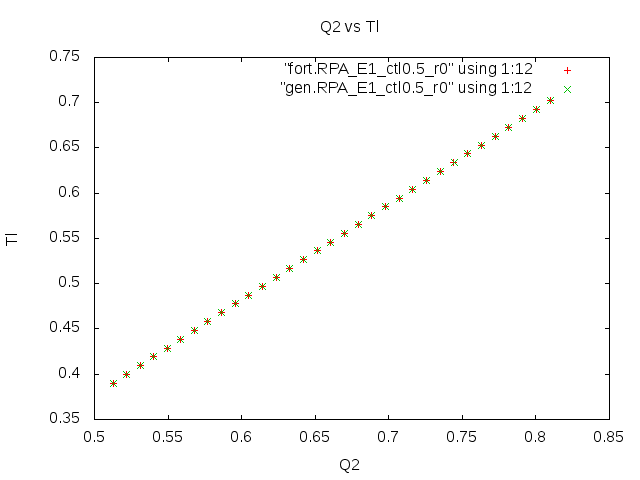 Q2 vs Tl
"fort.RPA_E1_ctl0.5_r0" using 1:12
"gen.RPA_E1_ctl0.5_r0" using 1:12
0.75
0.7
0.65
0.6
0.55
0.5
0.45
0.4
0.35
Tl
0.5 0.55 0.6 0.65 0.7 0.75 0.8 0.85
Q2